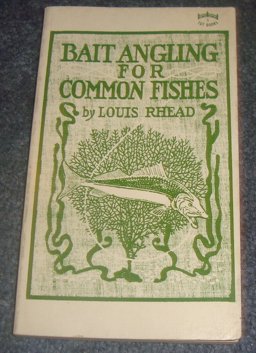 BAIT ANGLING
FOR
COMMON FISHES
by LOUIS RHEAD